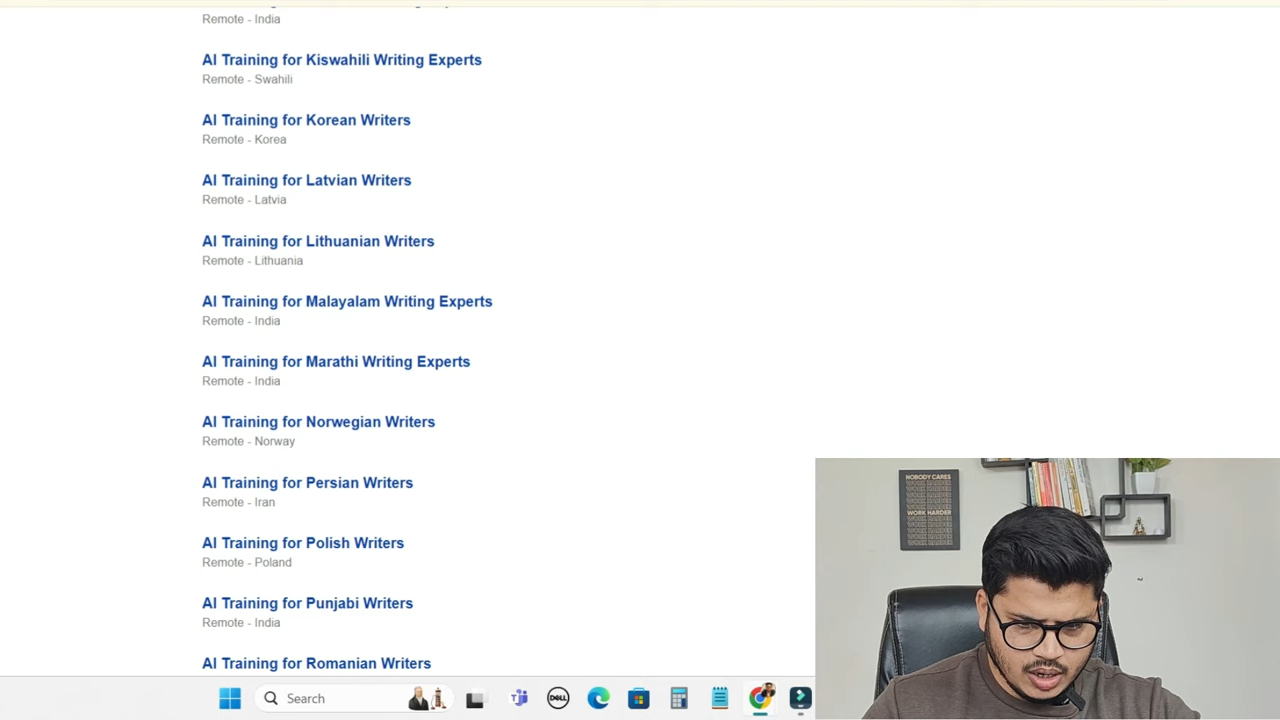 Remote - India
AI Training for Kiswahili Writing Experts
Remote - Swahili
AI Training for Korean Writers
Remote - Korea
AI Training for Latvian Writers
Remote - Latvia
AI Training for Lithuanian Writers
Remote - Lithuania
AI Training for Malayalam Writing Experts
Remote - India
AI Training for Marathi Writing Experts
Remote - India
AI Training for Norwegian Writers
Remote - Norway
AI Training for Persian Writers
Remote - Iran
AI Training for Polish Writers
Remote - Poland
AI Training for Punjabi Writers
Remote - India
AI Training for Romanian Writers
NOBODY CARES
WORK HARDER
Search
DELL